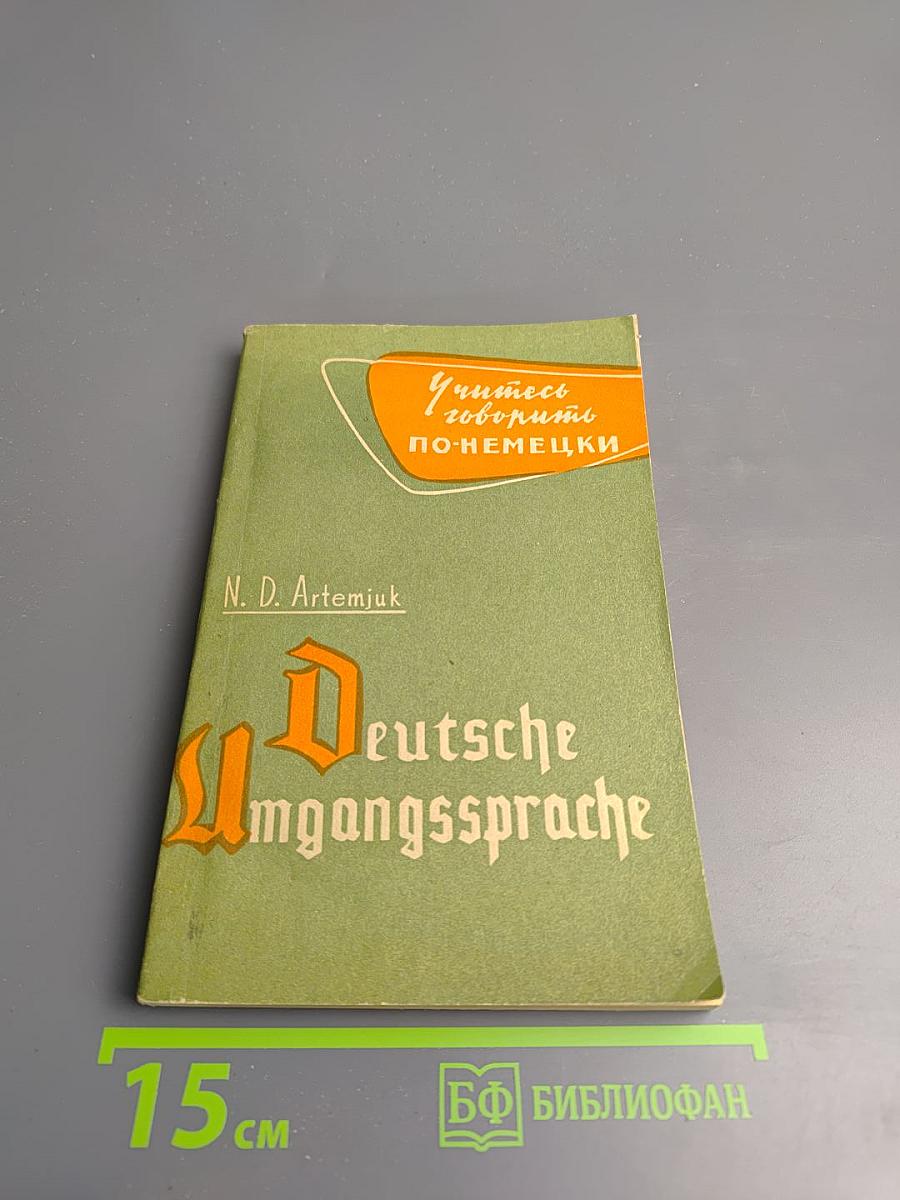 Учитесь
говорить
ПО-НЕМЕЦКИ
N. D. Artemjuk
Deutsche
Umgangssprache
15 см
БФ БИБЛИОФАН